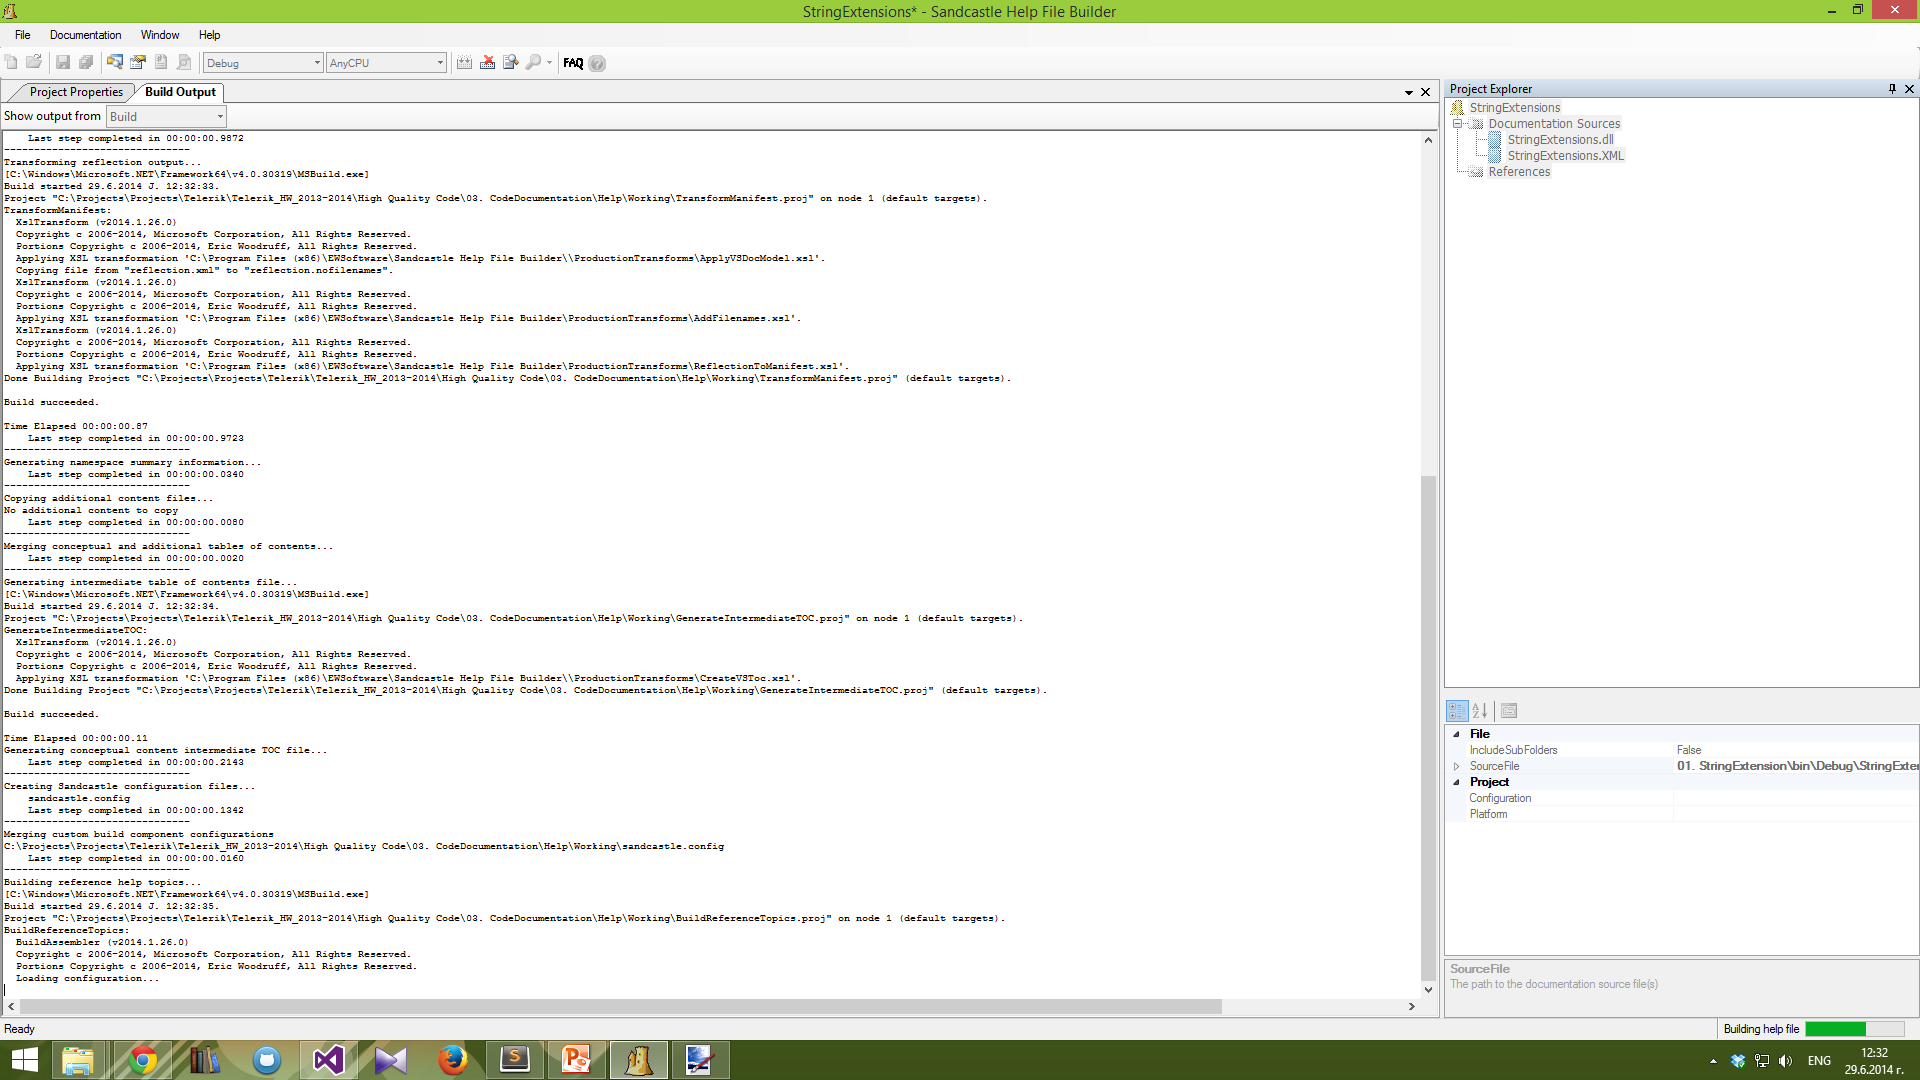 StringExtensions* - Sandcastle Help File Builder
File Documentation Window Help
Debug AnyCPU FAQ
Project Properties Build Output
Show output from Build
Last step completed in 00:00:00.9872
-------------------------------
Transforming reflection output...
[C:\Windows\Microsoft.NET\Framework64\v4.0.30319\MSBuild.exe]
Build started 29.6.2014 J. 12:32:33.
Project "C:\Projects\Projects\Telerik\Telerik_HW_2013-2014\High Quality Code\03. CodeDocumentation\Help\Working\TransformManifest.proj" on node 1 (default targets).
TransformManifest:
XslTransform (v2014.1.26.0)
Copyright c 2006-2014, Microsoft Corporation, All Rights Reserved.
Portions Copyright c 2006-2014, Eric Woodruff, All Rights Reserved.
Applying XSL transformation 'C:\Program Files (x86)\EWSoftware\Sandcastle Help File Builder\\ProductionTransforms\ApplyVSDocModel.xsl'.
Copying file from "reflection.xml" to "reflection.nofilenames".
XslTransform (v2014.1.26.0)
Copyright c 2006-2014, Microsoft Corporation, All Rights Reserved.
Portions Copyright c 2006-2014, Eric Woodruff, All Rights Reserved.
Applying XSL transformation 'C:\Program Files (x86)\EWSoftware\Sandcastle Help File Builder\ProductionTransforms\AddFilenames.xsl'.
XslTransform (v2014.1.26.0)
Copyright c 2006-2014, Microsoft Corporation, All Rights Reserved.
Portions Copyright c 2006-2014, Eric Woodruff, All Rights Reserved.
Applying XSL transformation 'C:\Program Files (x86)\EWSoftware\Sandcastle Help File Builder\ProductionTransforms\ReflectionToManifest.xsl'.
Done Building Project "C:\Projects\Projects\Telerik\Telerik_HW_2013-2014\High Quality Code\03. CodeDocumentation\Help\Working\TransformManifest.proj" (default targets).
Build succeeded.
Time Elapsed 00:00:00.87
Last step completed in 00:00:00.9723
-------------------------------
Generating namespace summary information...
Last step completed in 00:00:00.0340
-------------------------------
Copying additional content files...
No additional content to copy
Last step completed in 00:00:00.0080
-------------------------------
Merging conceptual and additional tables of contents...
Last step completed in 00:00:00.0020
-------------------------------
Generating intermediate table of contents file...
[C:\Windows\Microsoft.NET\Framework64\v4.0.30319\MSBuild.exe]
Build started 29.6.2014 J. 12:32:34.
Project "C:\Projects\Projects\Telerik\Telerik_HW_2013-2014\High Quality Code\03. CodeDocumentation\Help\Working\GenerateIntermediateTOC.proj" on node 1 (default targets).
GenerateIntermediateTOC:
XslTransform (v2014.1.26.0)
Copyright c 2006-2014, Microsoft Corporation, All Rights Reserved.
Portions Copyright c 2006-2014, Eric Woodruff, All Rights Reserved.
Applying XSL transformation 'C:\Program Files (x86)\EWSoftware\Sandcastle Help File Builder\\ProductionTransforms\CreateVSToc.xsl'.
Done Building Project "C:\Projects\Projects\Telerik\Telerik_HW_2013-2014\High Quality Code\03. CodeDocumentation\Help\Working\GenerateIntermediateTOC.proj" (default targets).
Build succeeded.
Time Elapsed 00:00:00.11
Generating conceptual content intermediate TOC file...
Last step completed in 00:00:00.2143
-------------------------------
Creating Sandcastle configuration files...
sandcastle.config
Last step completed in 00:00:00.1342
-------------------------------
Merging custom build component configurations
C:\Projects\Projects\Telerik\Telerik_HW_2013-2014\High Quality Code\03. CodeDocumentation\Help\Working\sandcastle.config
Last step completed in 00:00:00.0160
-------------------------------
Building reference help topics...
[C:\Windows\Microsoft.NET\Framework64\v4.0.30319\MSBuild.exe]
Build started 29.6.2014 J. 12:32:35.
Project "C:\Projects\Projects\Telerik\Telerik_HW_2013-2014\High Quality Code\03. CodeDocumentation\Help\Working\BuildReferenceTopics.proj" on node 1 (default targets).
BuildReferenceTopics:
BuildAssembler (v2014.1.26.0)
Copyright c 2006-2014, Microsoft Corporation, All Rights Reserved.
Portions Copyright c 2006-2014, Eric Woodruff, All Rights Reserved.
Loading configuration...
Project Explorer
StringExtensions
Documentation Sources
StringExtensions.dll
StringExtensions.XML
References
File
IncludeSubFolders False
SourceFile 01. StringExtension\bin\Debug\StringExter
Project
Configuration
Platform
SourceFile
The path to the documentation source file(s)
Ready Building help file
ENG 12:32
29.6.2014 г.